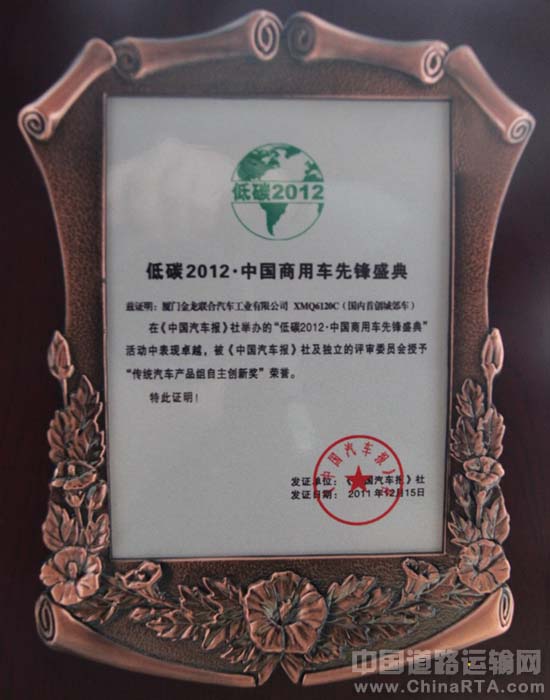 低碳2012
低碳2012·中国商用车先锋盛典
兹证明：厦门金龙联合汽车工业有限公司 XMQ6120C（国内首创城郊车）
在《中国汽车报》社举办的“低碳2012·中国商用车先锋盛典”
活动中表现卓越，被《中国汽车报》社及独立的评审委员会授予
“传统汽车产品组自主创新奖”荣誉。
特此证明！
发证单位：《中国汽车报》社
发证日期：2011年12月15日
中国汽车报
中国道路运输网
www.ChinaRTA.com